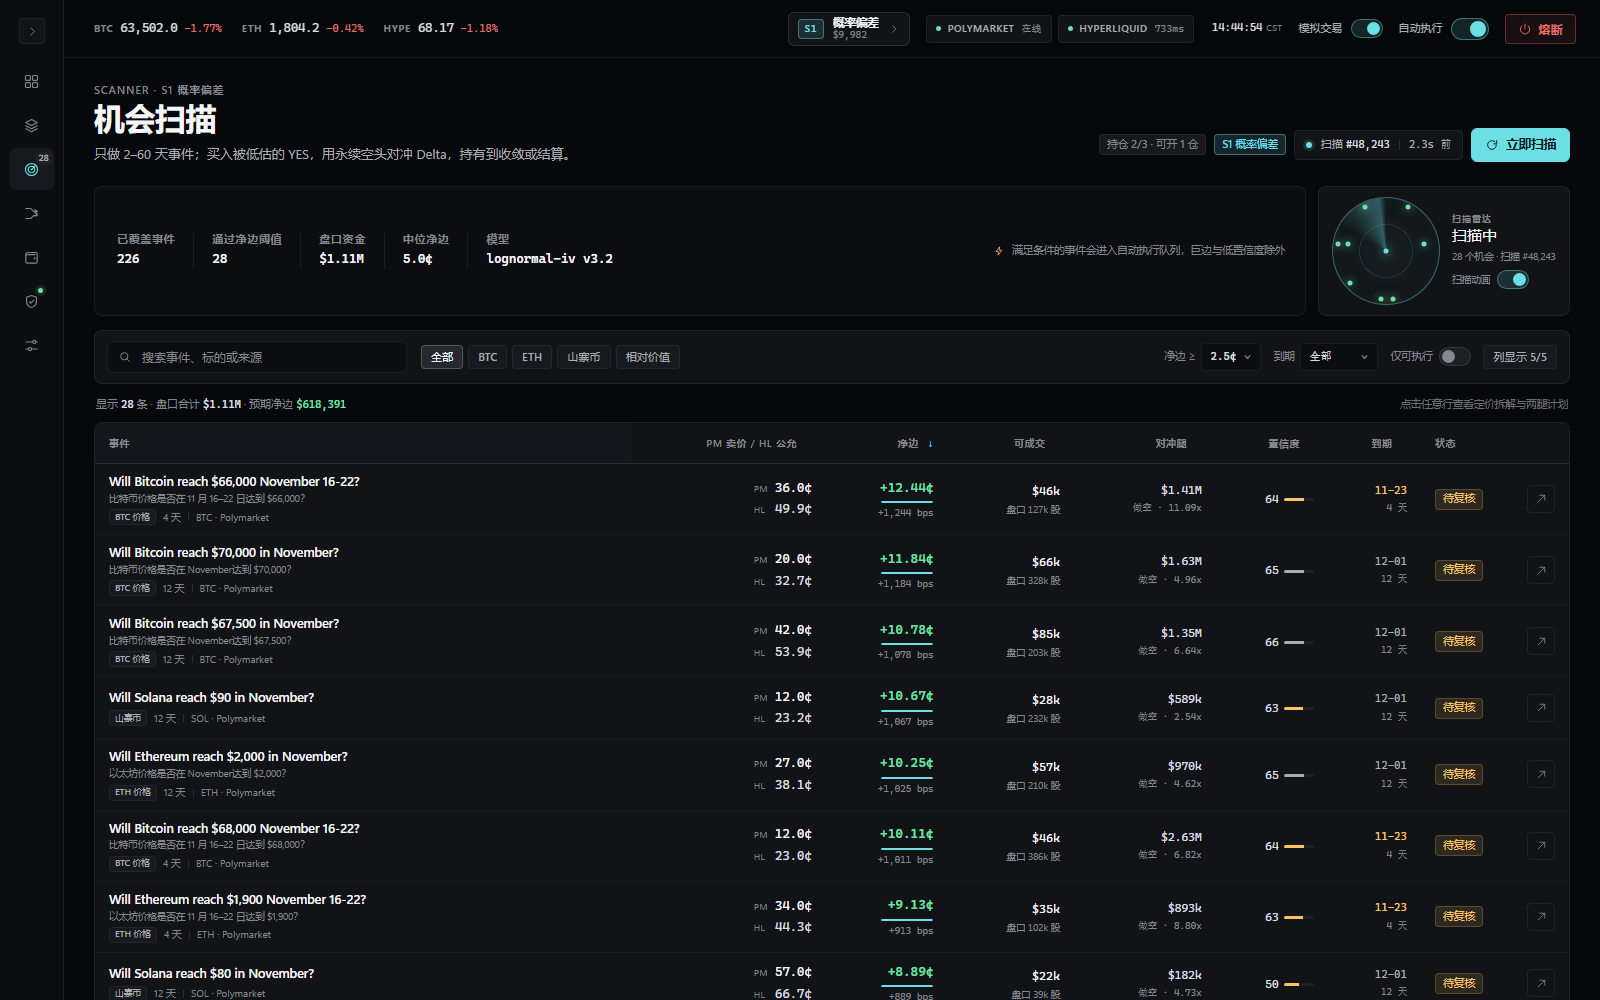 BTC 63,502.0 −1.77% ETH 1,804.2 −0.42% HYPE 68.17 −1.18%
S1 概率偏差 $9,982
POLYMARKET 在线
HYPERLIQUID 733ms
14:44:54 CST
模拟交易
自动执行
熔断
28
SCANNER · S1 概率偏差
机会扫描
只做 2–60 天事件；买入被低估的 YES，用永续空头对冲 Delta，持有到收敛或结算。
持仓 2/3 · 可开 1 仓
S1 概率偏差
扫描 #48,243 2.3s 前
立即扫描
已覆盖事件 226
通过净边阈值 28
盘口资金 $1.11M
中位净边 5.0¢
模型 lognormal-iv v3.2
满足条件的事件会进入自动执行队列，巨边与低置信度除外
扫描雷达
扫描中
28 个机会 · 扫描 #48,243
扫描动画
搜索事件、标的或来源
全部 BTC ETH 山寨币 相对价值
净边 ≥ 2.5¢ 到期 全部 仅可执行 列显示 5/5
显示 28 条 · 盘口合计 $1.11M · 预期净边 $618,391
点击任意行查看定价拆解与两腿计划
事件 PM 卖价 / HL 公允 净边 ↓ 可成交 对冲腿 置信度 到期 状态
Will Bitcoin reach $66,000 November 16-22?
比特币价格是否在 11 月 16–22 日达到 $66,000?
BTC 价格 4 天 BTC · Polymarket
PM 36.0¢
HL 49.9¢
+12.44¢
+1,244 bps
$46k
盘口 127k 股
$1.41M
做空 · 11.09x
64
11-23
4 天
待复核
Will Bitcoin reach $70,000 in November?
比特币价格是否在 November达到 $70,000?
BTC 价格 12 天 BTC · Polymarket
PM 20.0¢
HL 32.7¢
+11.84¢
+1,184 bps
$66k
盘口 328k 股
$1.63M
做空 · 4.96x
65
12-01
12 天
待复核
Will Bitcoin reach $67,500 in November?
比特币价格是否在 November达到 $67,500?
BTC 价格 12 天 BTC · Polymarket
PM 42.0¢
HL 53.9¢
+10.78¢
+1,078 bps
$85k
盘口 203k 股
$1.35M
做空 · 6.64x
66
12-01
12 天
待复核
Will Solana reach $90 in November?
山寨币 12 天 SOL · Polymarket
PM 12.0¢
HL 23.2¢
+10.67¢
+1,067 bps
$28k
盘口 232k 股
$589k
做空 · 2.54x
63
12-01
12 天
待复核
Will Ethereum reach $2,000 in November?
以太坊价格是否在 November达到 $2,000?
ETH 价格 12 天 ETH · Polymarket
PM 27.0¢
HL 38.1¢
+10.25¢
+1,025 bps
$57k
盘口 210k 股
$970k
做空 · 4.62x
65
12-01
12 天
待复核
Will Bitcoin reach $68,000 November 16-22?
比特币价格是否在 11 月 16–22 日达到 $68,000?
BTC 价格 4 天 BTC · Polymarket
PM 12.0¢
HL 23.0¢
+10.11¢
+1,011 bps
$46k
盘口 386k 股
$2.63M
做空 · 6.82x
64
11-23
4 天
待复核
Will Ethereum reach $1,900 November 16-22?
以太坊价格是否在 11 月 16–22 日达到 $1,900?
ETH 价格 4 天 ETH · Polymarket
PM 34.0¢
HL 44.3¢
+9.13¢
+913 bps
$35k
盘口 102k 股
$893k
做空 · 8.80x
63
11-23
4 天
待复核
Will Solana reach $80 in November?
山寨币 12 天 SOL · Polymarket
PM 57.0¢
HL 66.7¢
+8.89¢
+889 bps
$22k
盘口 39k 股
$182k
做空 · 4.73x
50
12-01
12 天
待复核